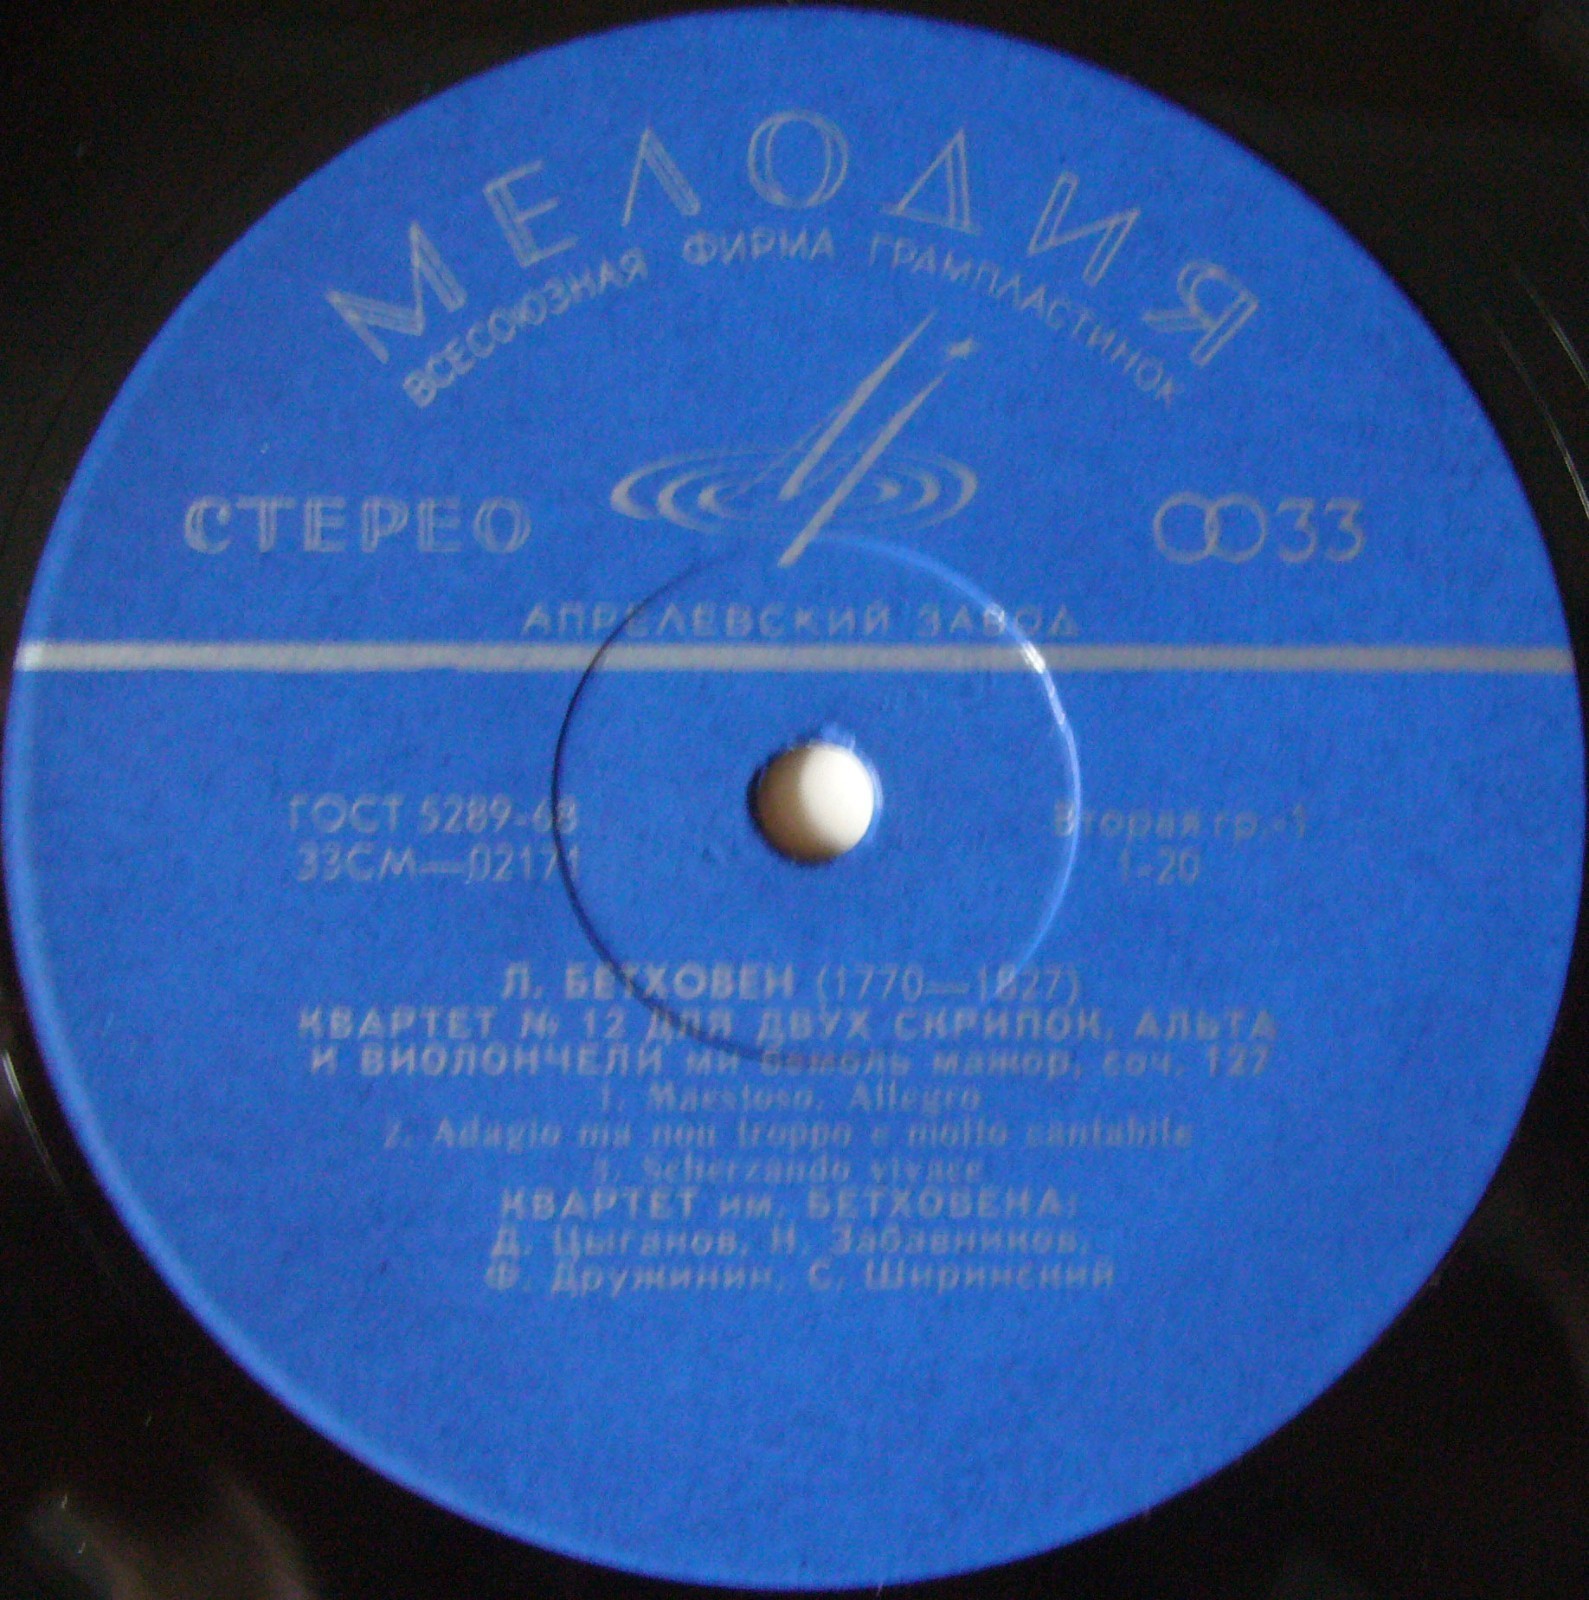 МЕЛОДИЯ
ВСЕСОЮЗНАЯ ФИРМА ГРАМПЛАСТИНОК
СТЕРЕО
33
АПРЕЛЕВСКИЙ ЗАВОД
ГОСТ 5289-68
Вторая гр.-1
33СМ—02171
1-20
Л. БЕТХОВЕН (1770—1827)
КВАРТЕТ № 12 ДЛЯ ДВУХ СКРИПОК, АЛЬТА
И ВИОЛОНЧЕЛИ ми бемоль мажор, соч. 127
1. Maestoso. Allegro
2. Adagio ma non troppo e molto cantabile
3. Scherzando vivace
КВАРТЕТ им. БЕТХОВЕНА:
Д. Цыганов, Н. Забавников,
Ф. Дружинин, С. Ширинский